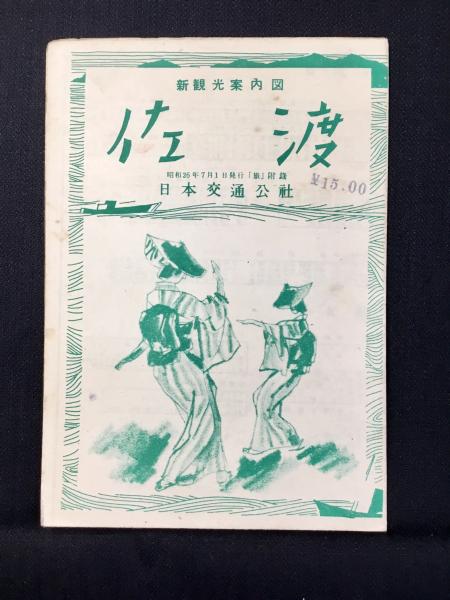 新観光案内図
佐渡
昭和26年7月1日発行「旅」附録
日本交通公社
¥15.00